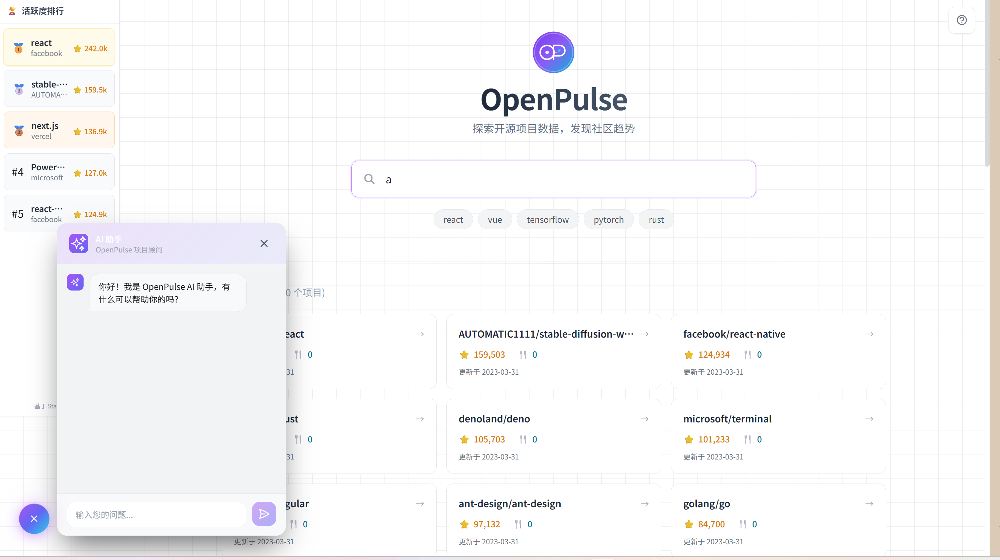 活跃度排行
react
facebook
242.0k
stable-···
AUTOMA···
159.5k
next.js
vercel
136.9k
#4
Power···
microsoft
127.0k
#5
react-···
facebook
124.9k
基于 Sta
OpenPulse
探索开源项目数据，发现社区趋势
a
react
vue
tensorflow
pytorch
rust
AI 助手
OpenPulse 项目顾问
你好！我是 OpenPulse AI 助手，有
什么可以帮助你的吗？
输入您的问题...
0 个项目)
eact
0
-31
AUTOMATIC1111/stable-diffusion-w···
159,503
0
更新于 2023-03-31
facebook/react-native
124,934
0
更新于 2023-03-31
ust
0
-31
denoland/deno
105,703
0
更新于 2023-03-31
microsoft/terminal
101,233
0
更新于 2023-03-31
gular
0
更新于 2023-03-31
ant-design/ant-design
97,132
0
更新于 2023-03-31
golang/go
84,700
0
更新于 2023-03-31